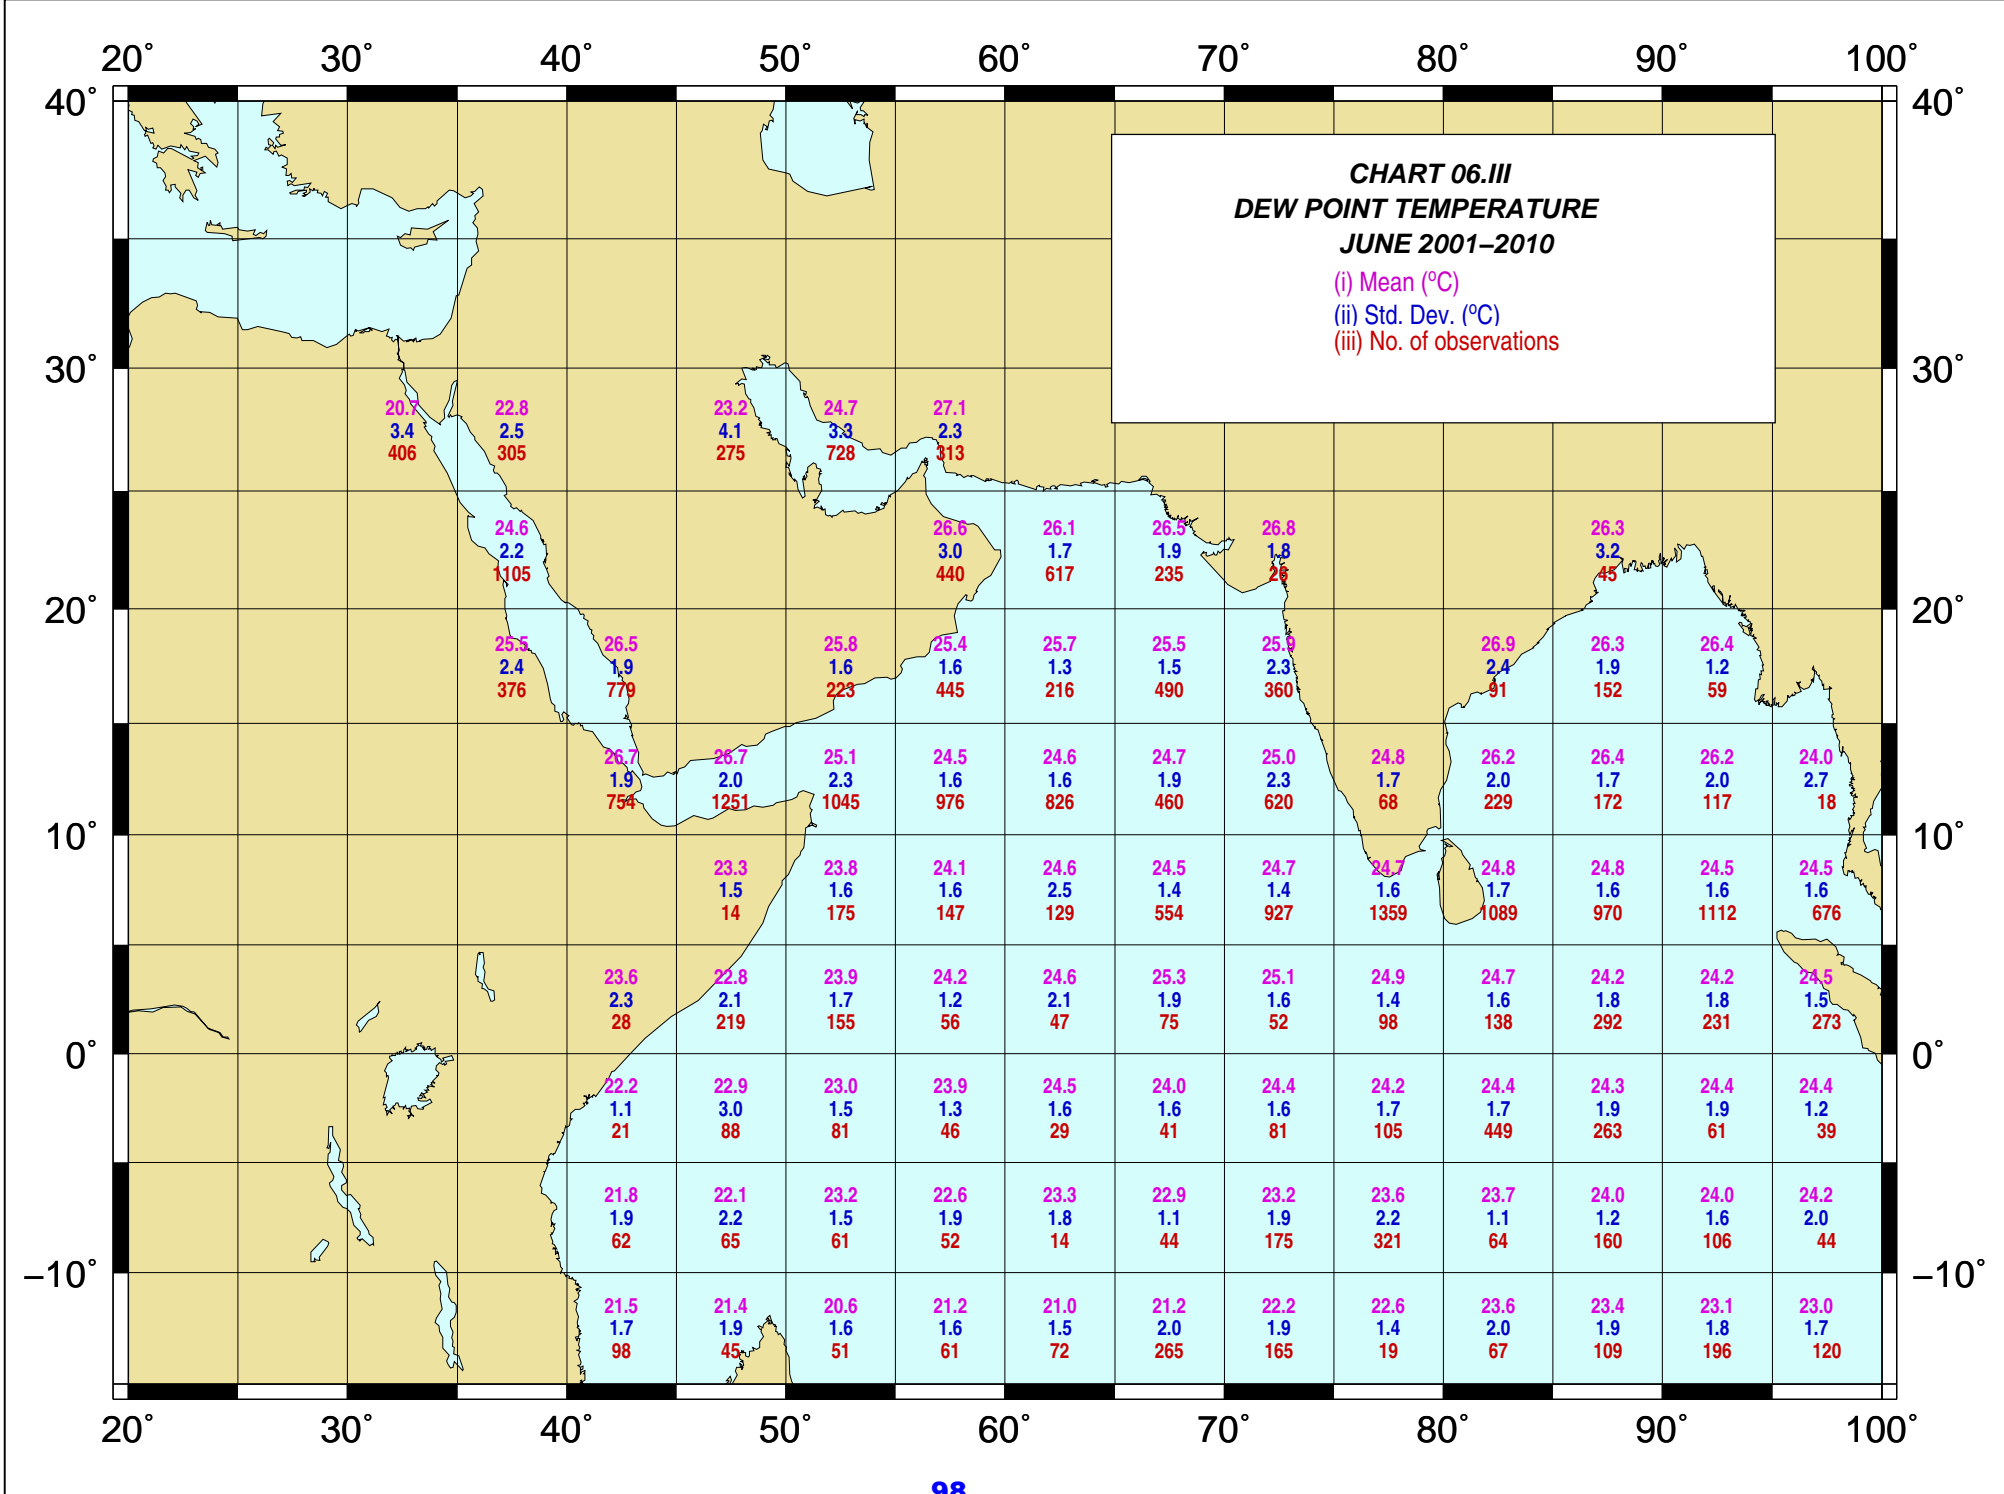 20° 30° 40° 50° 60° 70° 80° 90° 100°
40° 40°
CHART 06.III
DEW POINT TEMPERATURE
JUNE 2001–2010
(i) Mean (ºC)
(ii) Std. Dev. (ºC)
(iii) No. of observations
30° 30°
20.7 22.8 23.2 24.7 27.1
3.4 2.5 4.1 3.3 2.3
406 305 275 728 313
24.6 26.6 26.1 26.5 26.8 26.3
2.2 3.0 1.7 1.9 1.8 3.2
1105 440 617 235 26 45
20° 20°
25.5 26.5 25.8 25.4 25.7 25.5 25.9 26.9 26.3 26.4
2.4 1.9 1.6 1.6 1.3 1.5 2.3 2.4 1.9 1.2
376 779 223 445 216 490 360 91 152 59
26.7 26.7 25.1 24.5 24.6 24.7 25.0 24.8 26.2 26.4 26.2 24.0
1.9 2.0 2.3 1.6 1.6 1.9 2.3 1.7 2.0 1.7 2.0 2.7
754 1251 1045 976 826 460 620 68 229 172 117 18
10° 10°
23.3 23.8 24.1 24.6 24.5 24.7 24.7 24.8 24.8 24.5 24.5
1.5 1.6 1.6 2.5 1.4 1.4 1.6 1.7 1.6 1.6 1.6
14 175 147 129 554 927 1359 1089 970 1112 676
23.6 22.8 23.9 24.2 24.6 25.3 25.1 24.9 24.7 24.2 24.2 24.5
2.3 2.1 1.7 1.2 2.1 1.9 1.6 1.4 1.6 1.8 1.8 1.5
28 219 155 56 47 75 52 98 138 292 231 273
0° 0°
22.2 22.9 23.0 23.9 24.5 24.0 24.4 24.2 24.4 24.3 24.4 24.4
1.1 3.0 1.5 1.3 1.6 1.6 1.6 1.7 1.7 1.9 1.9 1.2
21 88 81 46 29 41 81 105 449 263 61 39
21.8 22.1 23.2 22.6 23.3 22.9 23.2 23.6 23.7 24.0 24.0 24.2
1.9 2.2 1.5 1.9 1.8 1.1 1.9 2.2 1.1 1.2 1.6 2.0
62 65 61 52 14 44 175 321 64 160 106 44
–10° –10°
21.5 21.4 20.6 21.2 21.0 21.2 22.2 22.6 23.6 23.4 23.1 23.0
1.7 1.9 1.6 1.6 1.5 2.0 1.9 1.4 2.0 1.9 1.8 1.7
98 45 51 61 72 265 165 19 67 109 196 120
20° 30° 40° 50° 60° 70° 80° 90° 100°
98